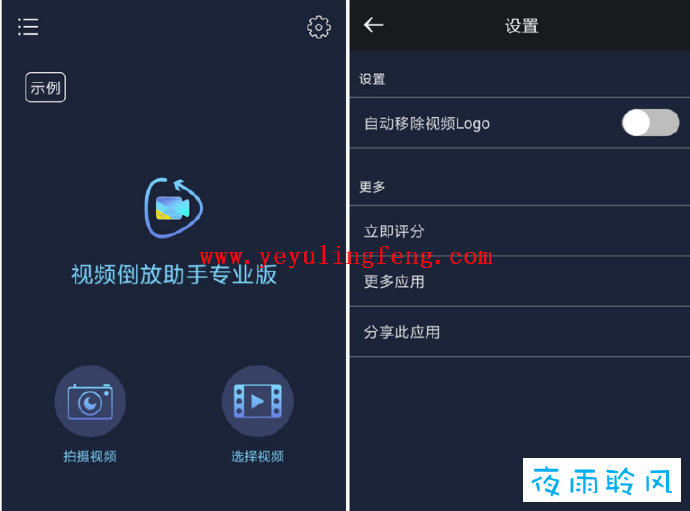 示例
www.yeyulingfeng.com
视频倒放助手专业版
拍摄视频
选择视频
设置
设置
自动移除视频Logo
更多
立即评分
更多应用
分享此应用
夜雨聆风